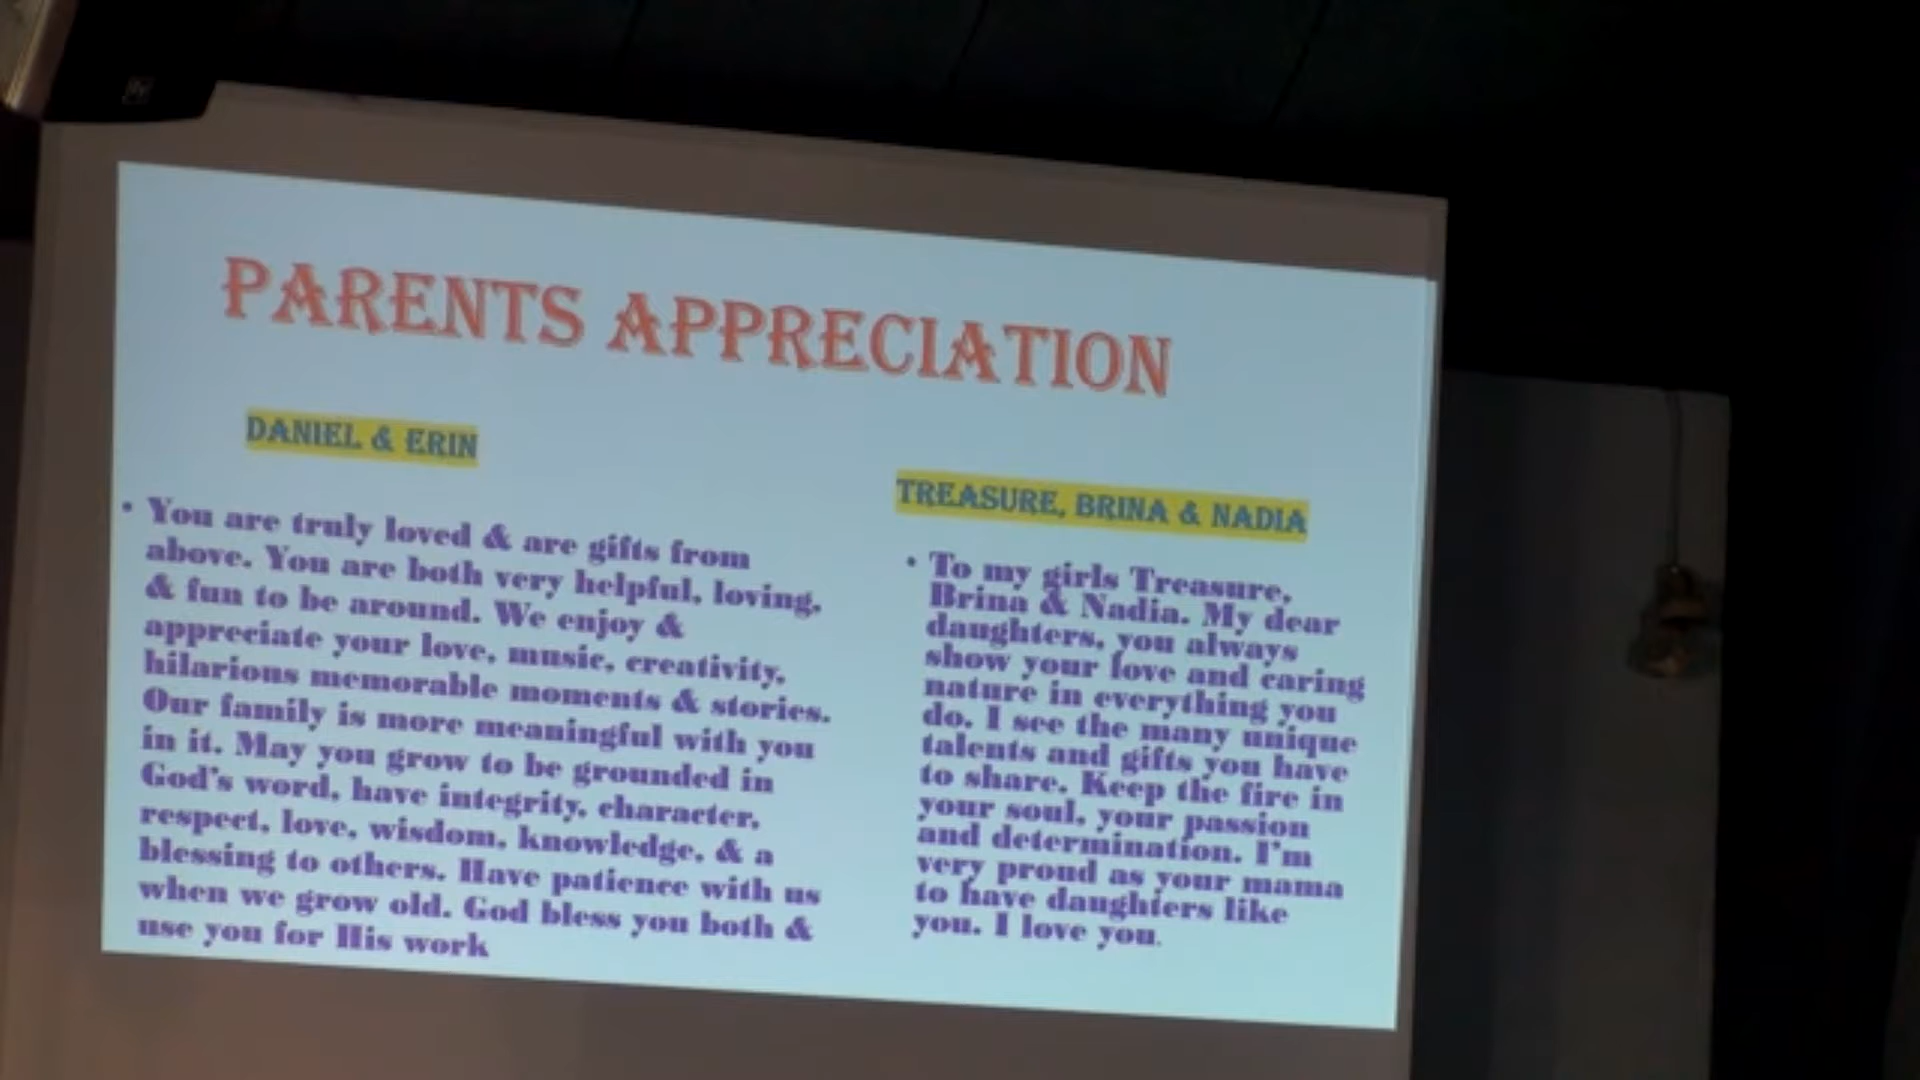 PARENTS APPRECIATION
DANIEL & ERIN
• You are truly loved & are gifts from
above. You are both very helpful, loving,
& fun to be around. We enjoy &
appreciate your love, music, creativity,
hilarious memorable moments & stories.
Our family is more meaningful with you
in it. May you grow to be grounded in
God's word, have integrity, character,
respect, love, wisdom, knowledge, & a
blessing to others. Have patience with us
when we grow old. God bless you both &
use you for His work
TREASURE, BRINA & NADIA
• To my girls Treasure,
Brina & Nadia. My dear
daughters, you always
show your love and caring
nature in everything you
do. I see the many unique
talents and gifts you have
to share. Keep the fire in
your soul, your passion
and determination. I'm
very proud as your mama
to have daughters like
you. I love you.